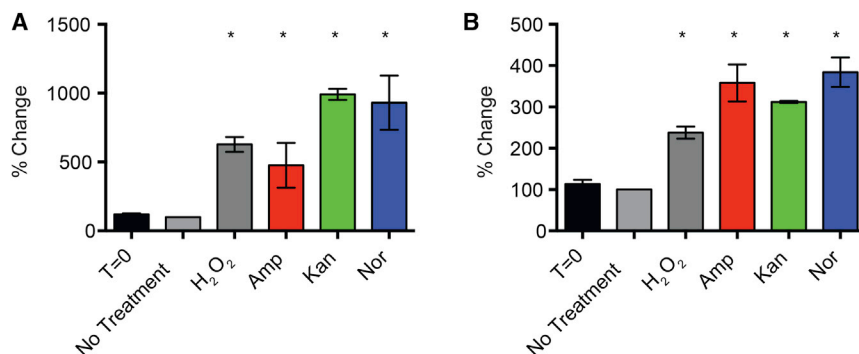 A
% Change
1500
1000
500
0
* * * *
T=0
No Treatment
H₂O₂
Amp
Kan
Nor
B
% Change
500
400
300
200
100
0
* * * *
T=0
No Treatment
H₂O₂
Amp
Kan
Nor